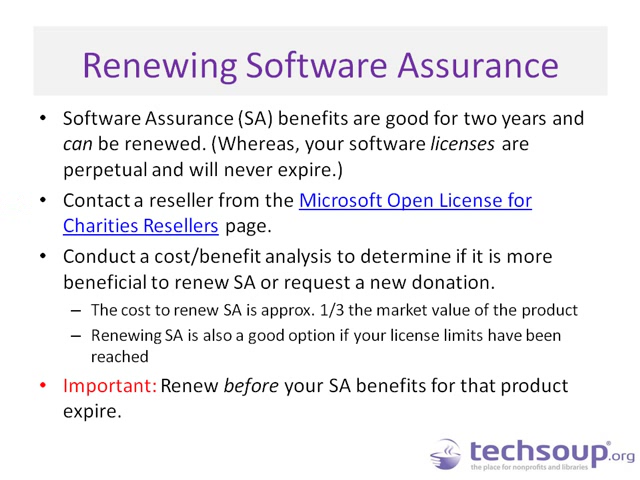 Renewing Software Assurance
• Software Assurance (SA) benefits are good for two years and
can be renewed. (Whereas, your software licenses are
perpetual and will never expire.)
• Contact a reseller from the Microsoft Open License for
Charities Resellers page.
• Conduct a cost/benefit analysis to determine if it is more
beneficial to renew SA or request a new donation.
– The cost to renew SA is approx. 1/3 the market value of the product
– Renewing SA is also a good option if your license limits have been
reached
• Important: Renew before your SA benefits for that product
expire.
techsoup®.org
the place for nonprofits and libraries